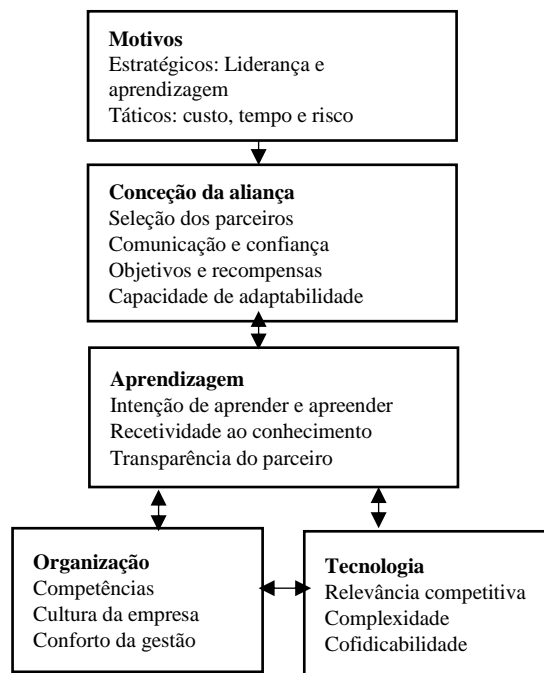 Motivos
Estratégicos: Liderança e
aprendizagem
Táticos: custo, tempo e risco
Conceção da aliança
Seleção dos parceiros
Comunicação e confiança
Objetivos e recompensas
Capacidade de adaptabilidade
Aprendizagem
Intenção de aprender e apreender
Recetividade ao conhecimento
Transparência do parceiro
Organização
Competências
Cultura da empresa
Conforto da gestão
Tecnologia
Relevância competitiva
Complexidade
Cofidicabilidade